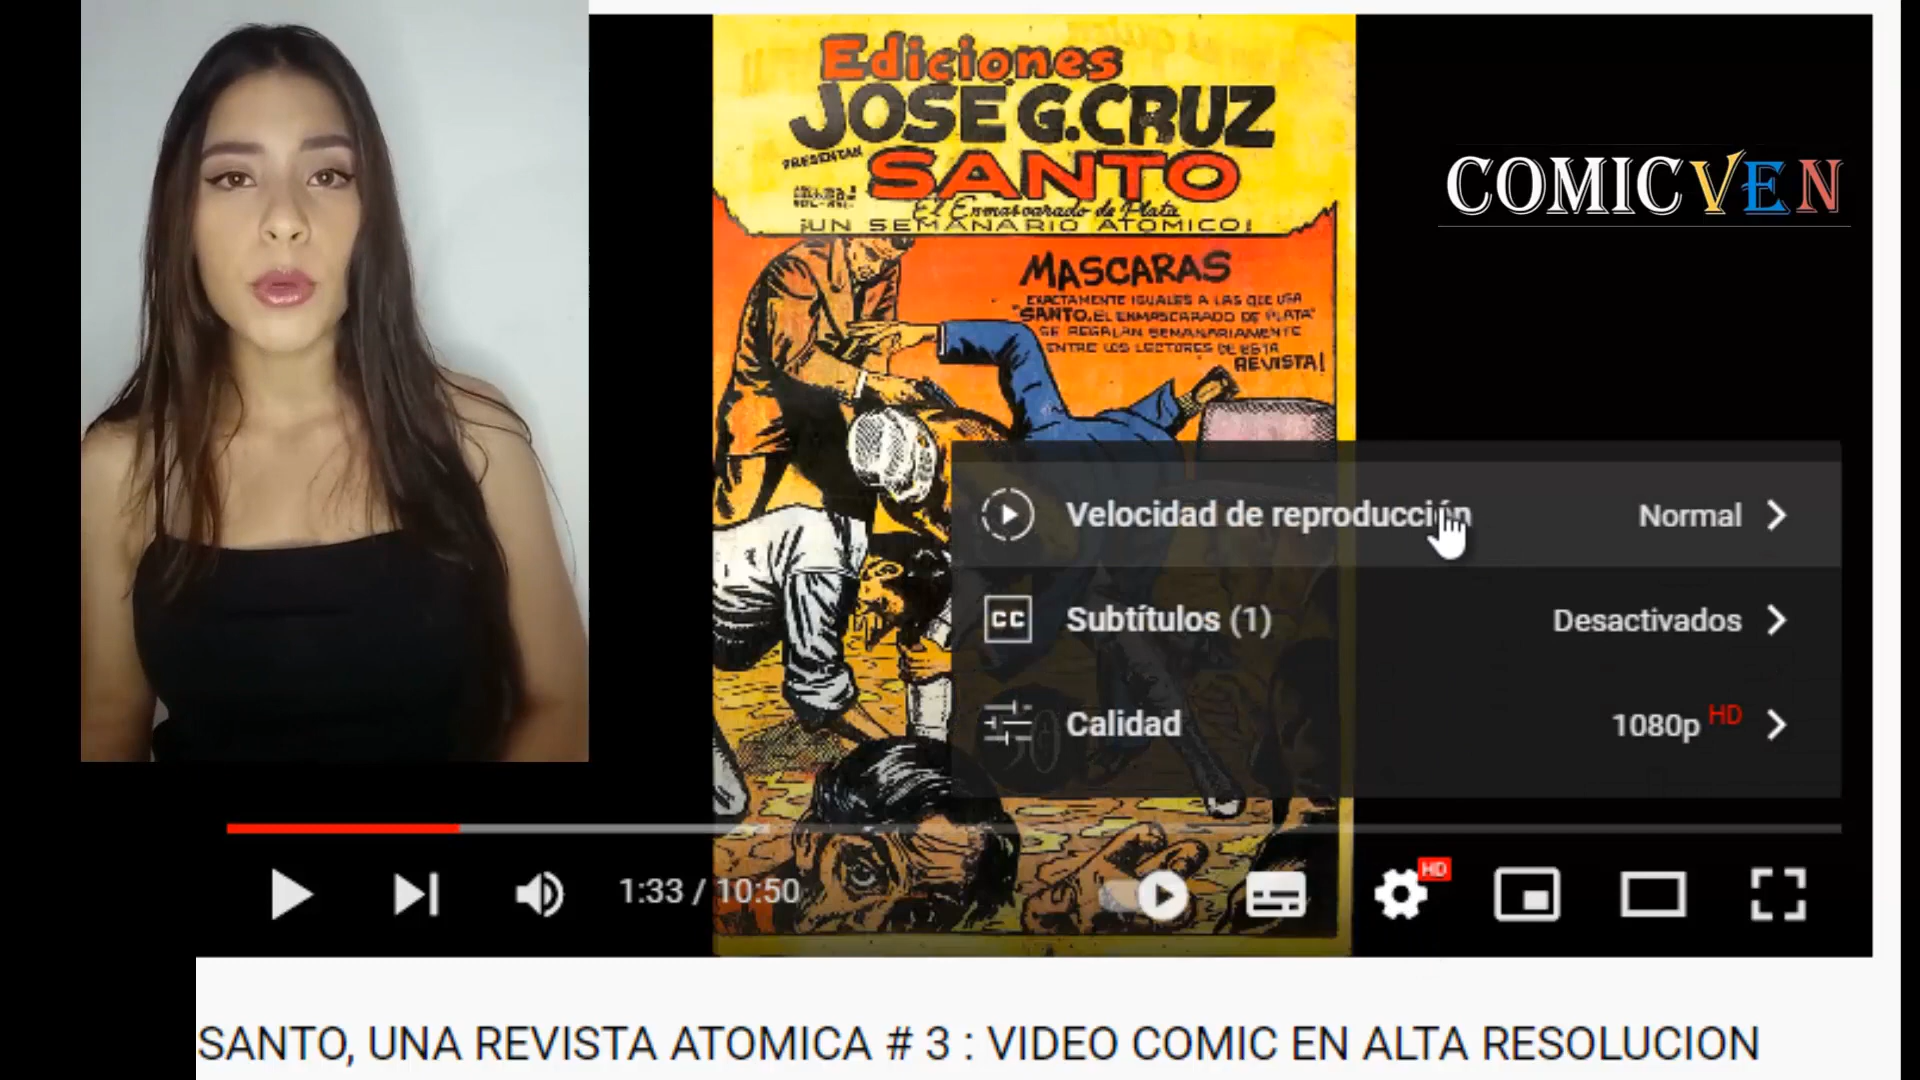 Ediciones
JOSE G. CRUZ
PRESENTAN
SANTO
El Enmascarado de Plata
¡UN SEMANARIO ATOMICO!
COMICVEN
MASCARAS
EXACTAMENTE IGUALES A LAS QUE USA
"SANTO, EL ENMASCARADO DE PLATA"
SE REGALAN SEMANARIAMENTE
ENTRE LOS LECTORES DE ESTA
REVISTA!
Velocidad de reproducción Normal
CC Subtítulos (1) Desactivados
Calidad 1080p HD
1:33 / 10:50
HD
SANTO, UNA REVISTA ATOMICA # 3 : VIDEO COMIC EN ALTA RESOLUCION